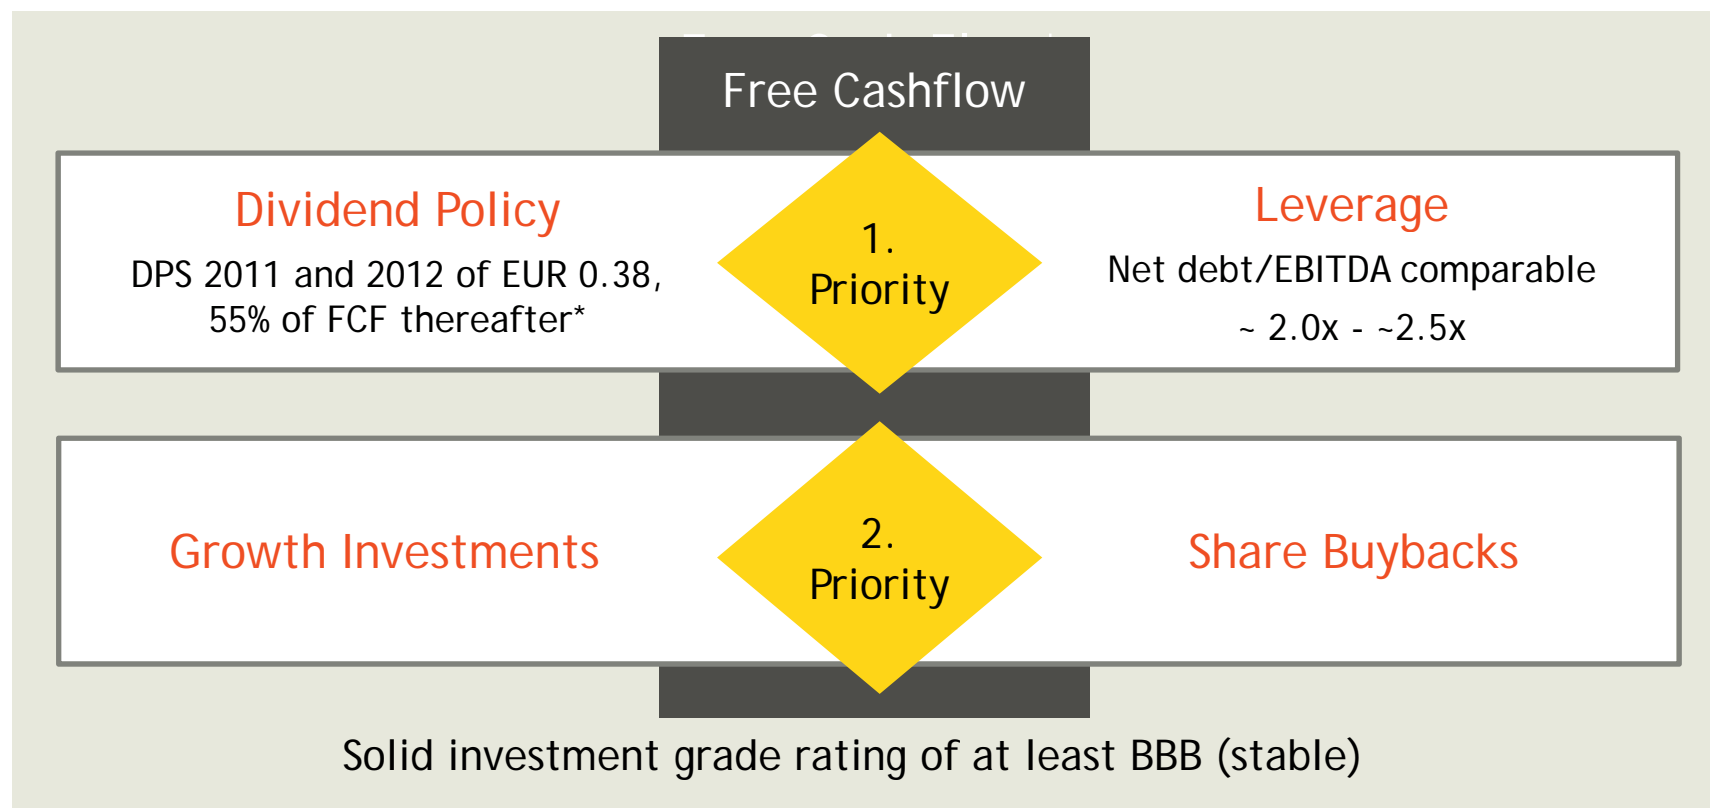 Free Cashflow
Dividend Policy
DPS 2011 and 2012 of EUR 0.38,
55% of FCF thereafter*
1.
Priority
Leverage
Net debt/EBITDA comparable
~ 2.0x - ~2.5x
Growth Investments
2.
Priority
Share Buybacks
Solid investment grade rating of at least BBB (stable)